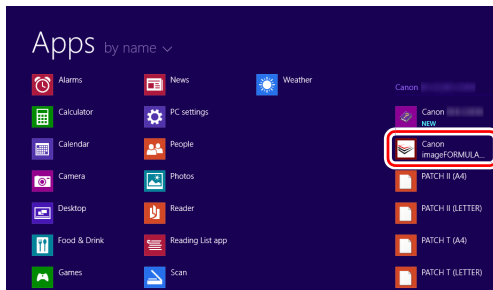 Apps by name
Alarms
Calculator
Calendar
Camera
Desktop
Food & Drink
Games
News
PC settings
People
Photos
Reader
Reading List app
Scan
Weather
Canon
Canon
NEW
Canon
imageFORMULA...
PATCH II (A4)
PATCH II (LETTER)
PATCH T (A4)
PATCH T (LETTER)